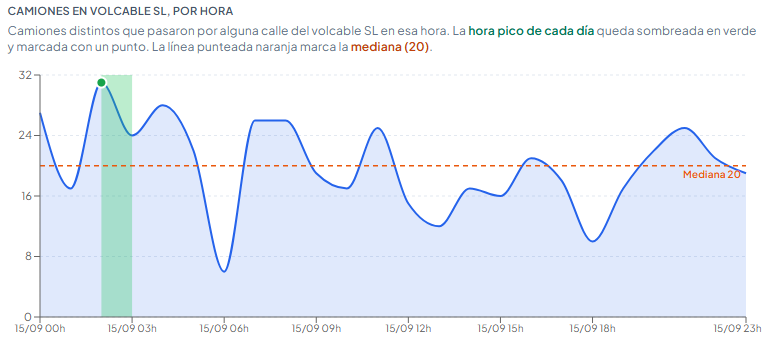 CAMIONES EN VOLCABLE SL, POR HORA
Camiones distintos que pasaron por alguna calle del volcable SL en esa hora. La hora pico de cada día queda sombreada en verde
y marcada con un punto. La línea punteada naranja marca la mediana (20).
32
24
16
8
0
Mediana 20
15/09 00h
15/09 03h
15/09 06h
15/09 09h
15/09 12h
15/09 15h
15/09 18h
15/09 23h